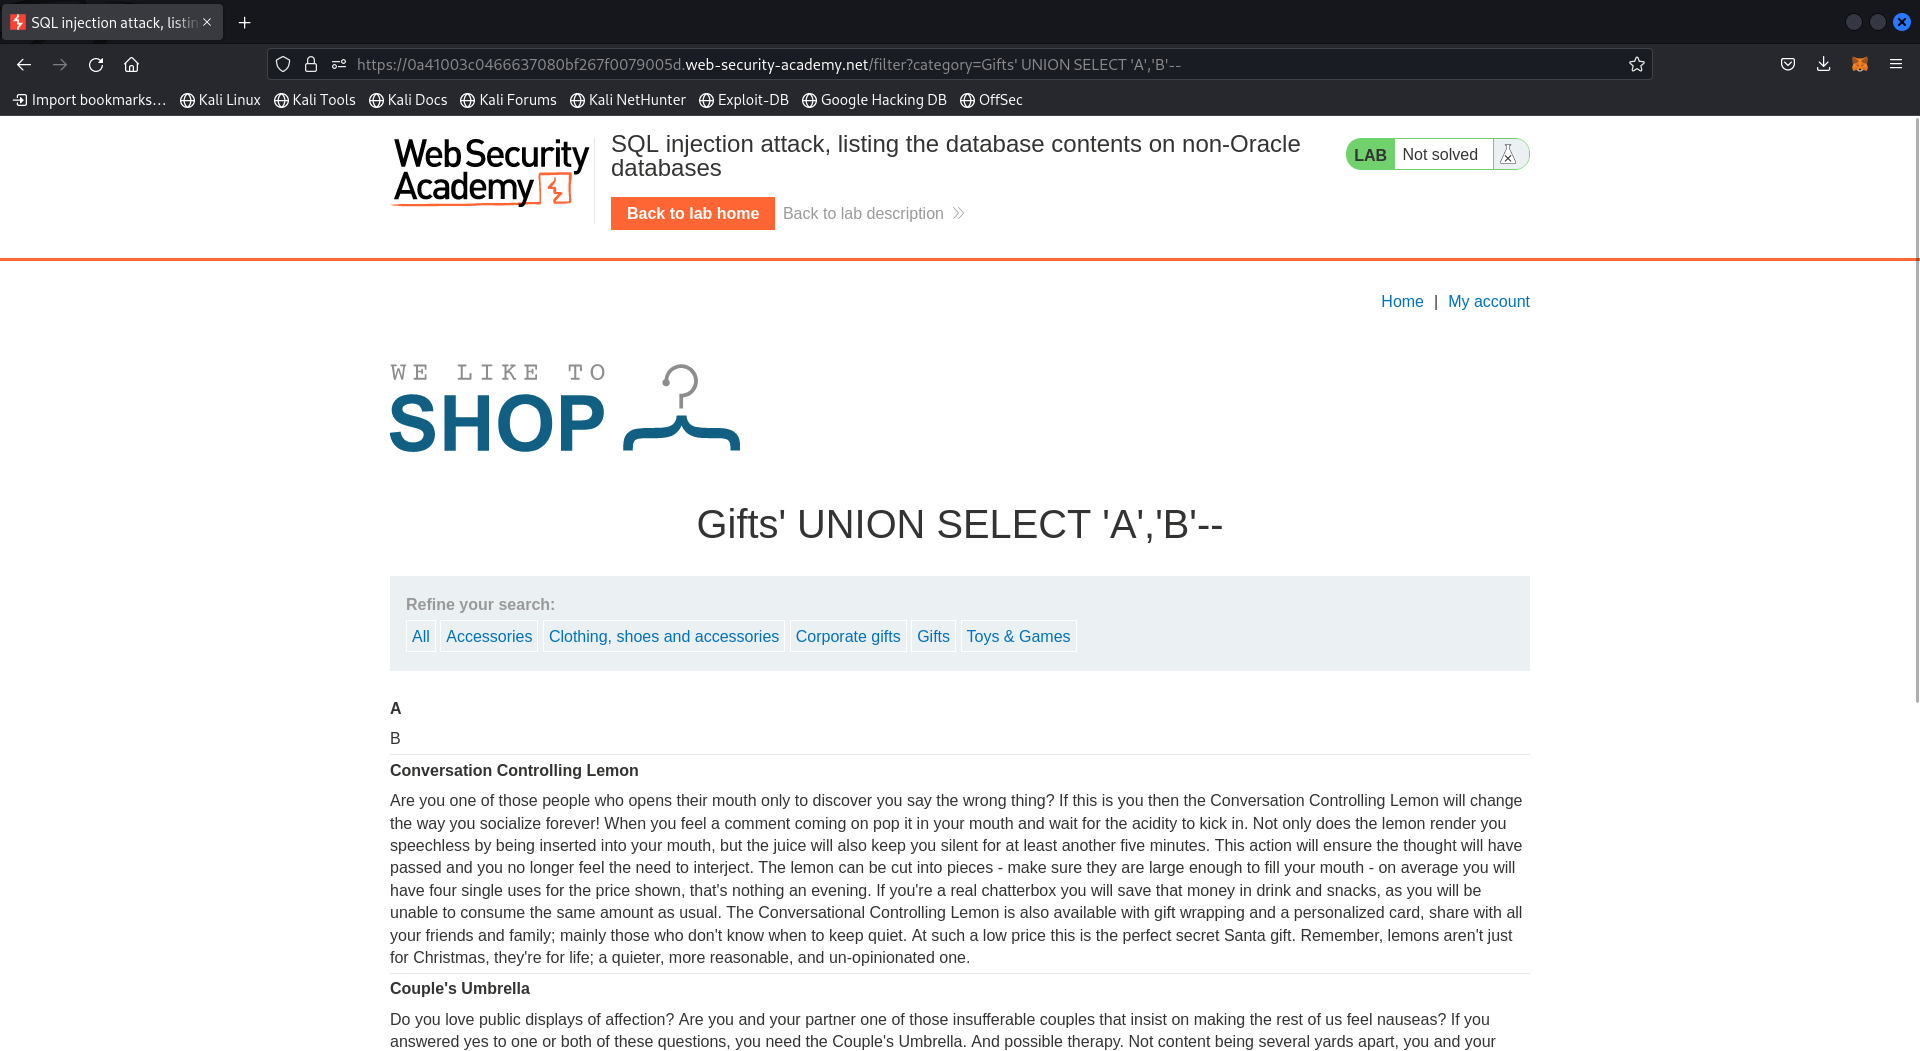 SQL injection attack, listin
https://0a41003c0466637080bf267f0079005d.web-security-academy.net/filter?category=Gifts' UNION SELECT 'A','B'--
Import bookmarks... Kali Linux Kali Tools Kali Docs Kali Forums Kali NetHunter Exploit-DB Google Hacking DB OffSec
Web Security
Academy
SQL injection attack, listing the database contents on non-Oracle
databases
LAB Not solved
Back to lab home Back to lab description
Home | My account
WE LIKE TO
SHOP
Gifts' UNION SELECT 'A','B'--
Refine your search:
All Accessories Clothing, shoes and accessories Corporate gifts Gifts Toys & Games
A
B
Conversation Controlling Lemon
Are you one of those people who opens their mouth only to discover you say the wrong thing? If this is you then the Conversation Controlling Lemon will change
the way you socialize forever! When you feel a comment coming on pop it in your mouth and wait for the acidity to kick in. Not only does the lemon render you
speechless by being inserted into your mouth, but the juice will also keep you silent for at least another five minutes. This action will ensure the thought will have
passed and you no longer feel the need to interject. The lemon can be cut into pieces - make sure they are large enough to fill your mouth - on average you will
have four single uses for the price shown, that's nothing an evening. If you're a real chatterbox you will save that money in drink and snacks, as you will be
unable to consume the same amount as usual. The Conversational Controlling Lemon is also available with gift wrapping and a personalized card, share with all
your friends and family; mainly those who don't know when to keep quiet. At such a low price this is the perfect secret Santa gift. Remember, lemons aren't just
for Christmas, they're for life; a quieter, more reasonable, and un-opinionated one.
Couple's Umbrella
Do you love public displays of affection? Are you and your partner one of those insufferable couples that insist on making the rest of us feel nauseas? If you
answered yes to one or both of these questions, you need the Couple's Umbrella. And possible therapy. Not content being several yards apart, you and your